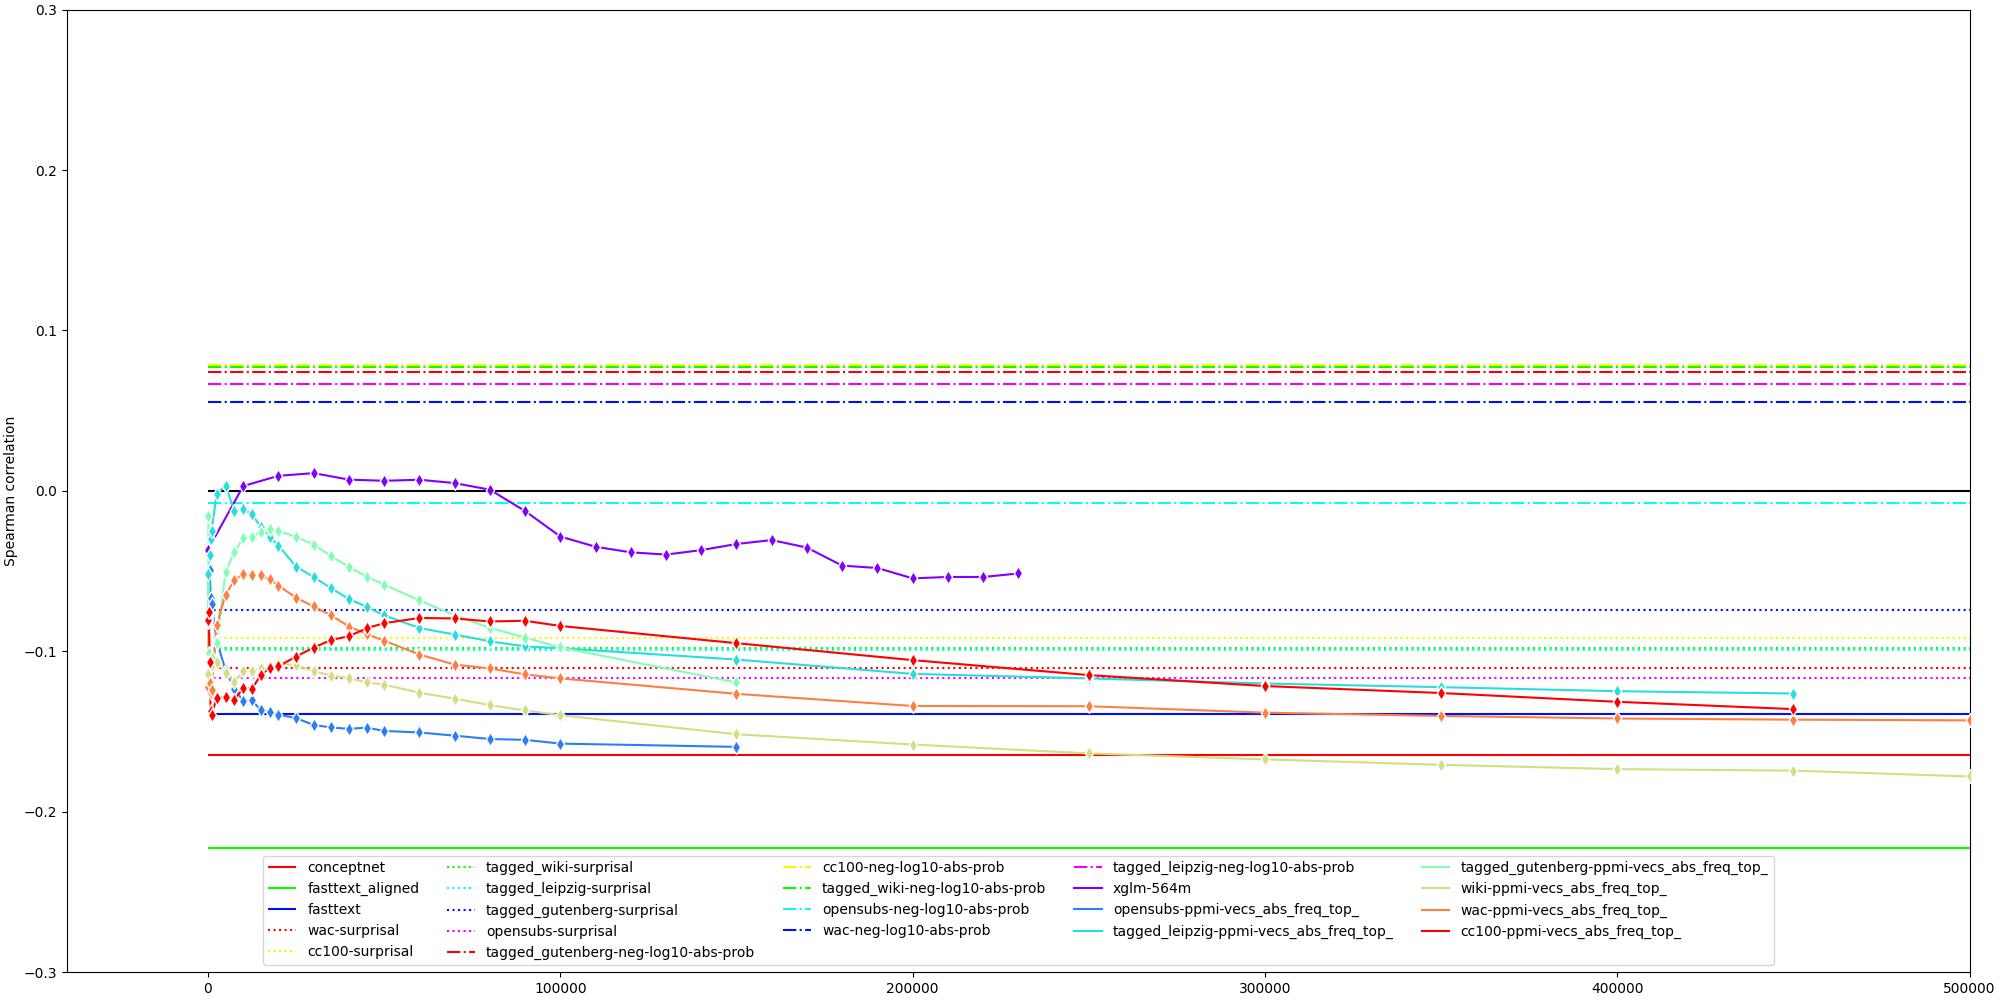 0.3
0.2
0.1
0.0
−0.1
−0.2
−0.3
Spearman correlation
conceptnet
fasttext_aligned
fasttext
wac-surprisal
cc100-surprisal
tagged_wiki-surprisal
tagged_leipzig-surprisal
tagged_gutenberg-surprisal
opensubs-surprisal
tagged_gutenberg-neg-log10-abs-prob
cc100-neg-log10-abs-prob
tagged_wiki-neg-log10-abs-prob
opensubs-neg-log10-abs-prob
wac-neg-log10-abs-prob
tagged_leipzig-neg-log10-abs-prob
xglm-564m
opensubs-ppmi-vecs_abs_freq_top_
tagged_leipzig-ppmi-vecs_abs_freq_top_
tagged_gutenberg-ppmi-vecs_abs_freq_top_
wiki-ppmi-vecs_abs_freq_top_
wac-ppmi-vecs_abs_freq_top_
cc100-ppmi-vecs_abs_freq_top_
0 100000 200000 300000 400000 500000